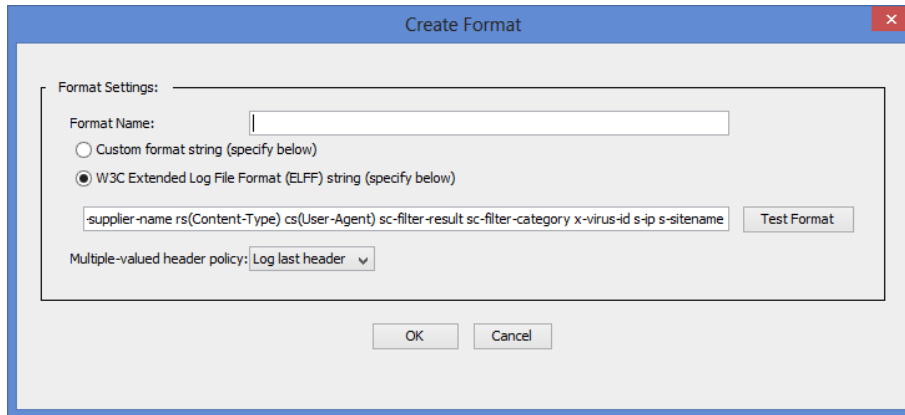 Create Format
Format Settings:
Format Name:
Custom format string (specify below)
W3C Extended Log File Format (ELFF) string (specify below)
-supplier-name rs(Content-Type) cs(User-Agent) sc-filter-result sc-filter-category x-virus-id s-ip s-sitename Test Format
Multiple-valued header policy: Log last header
OK Cancel